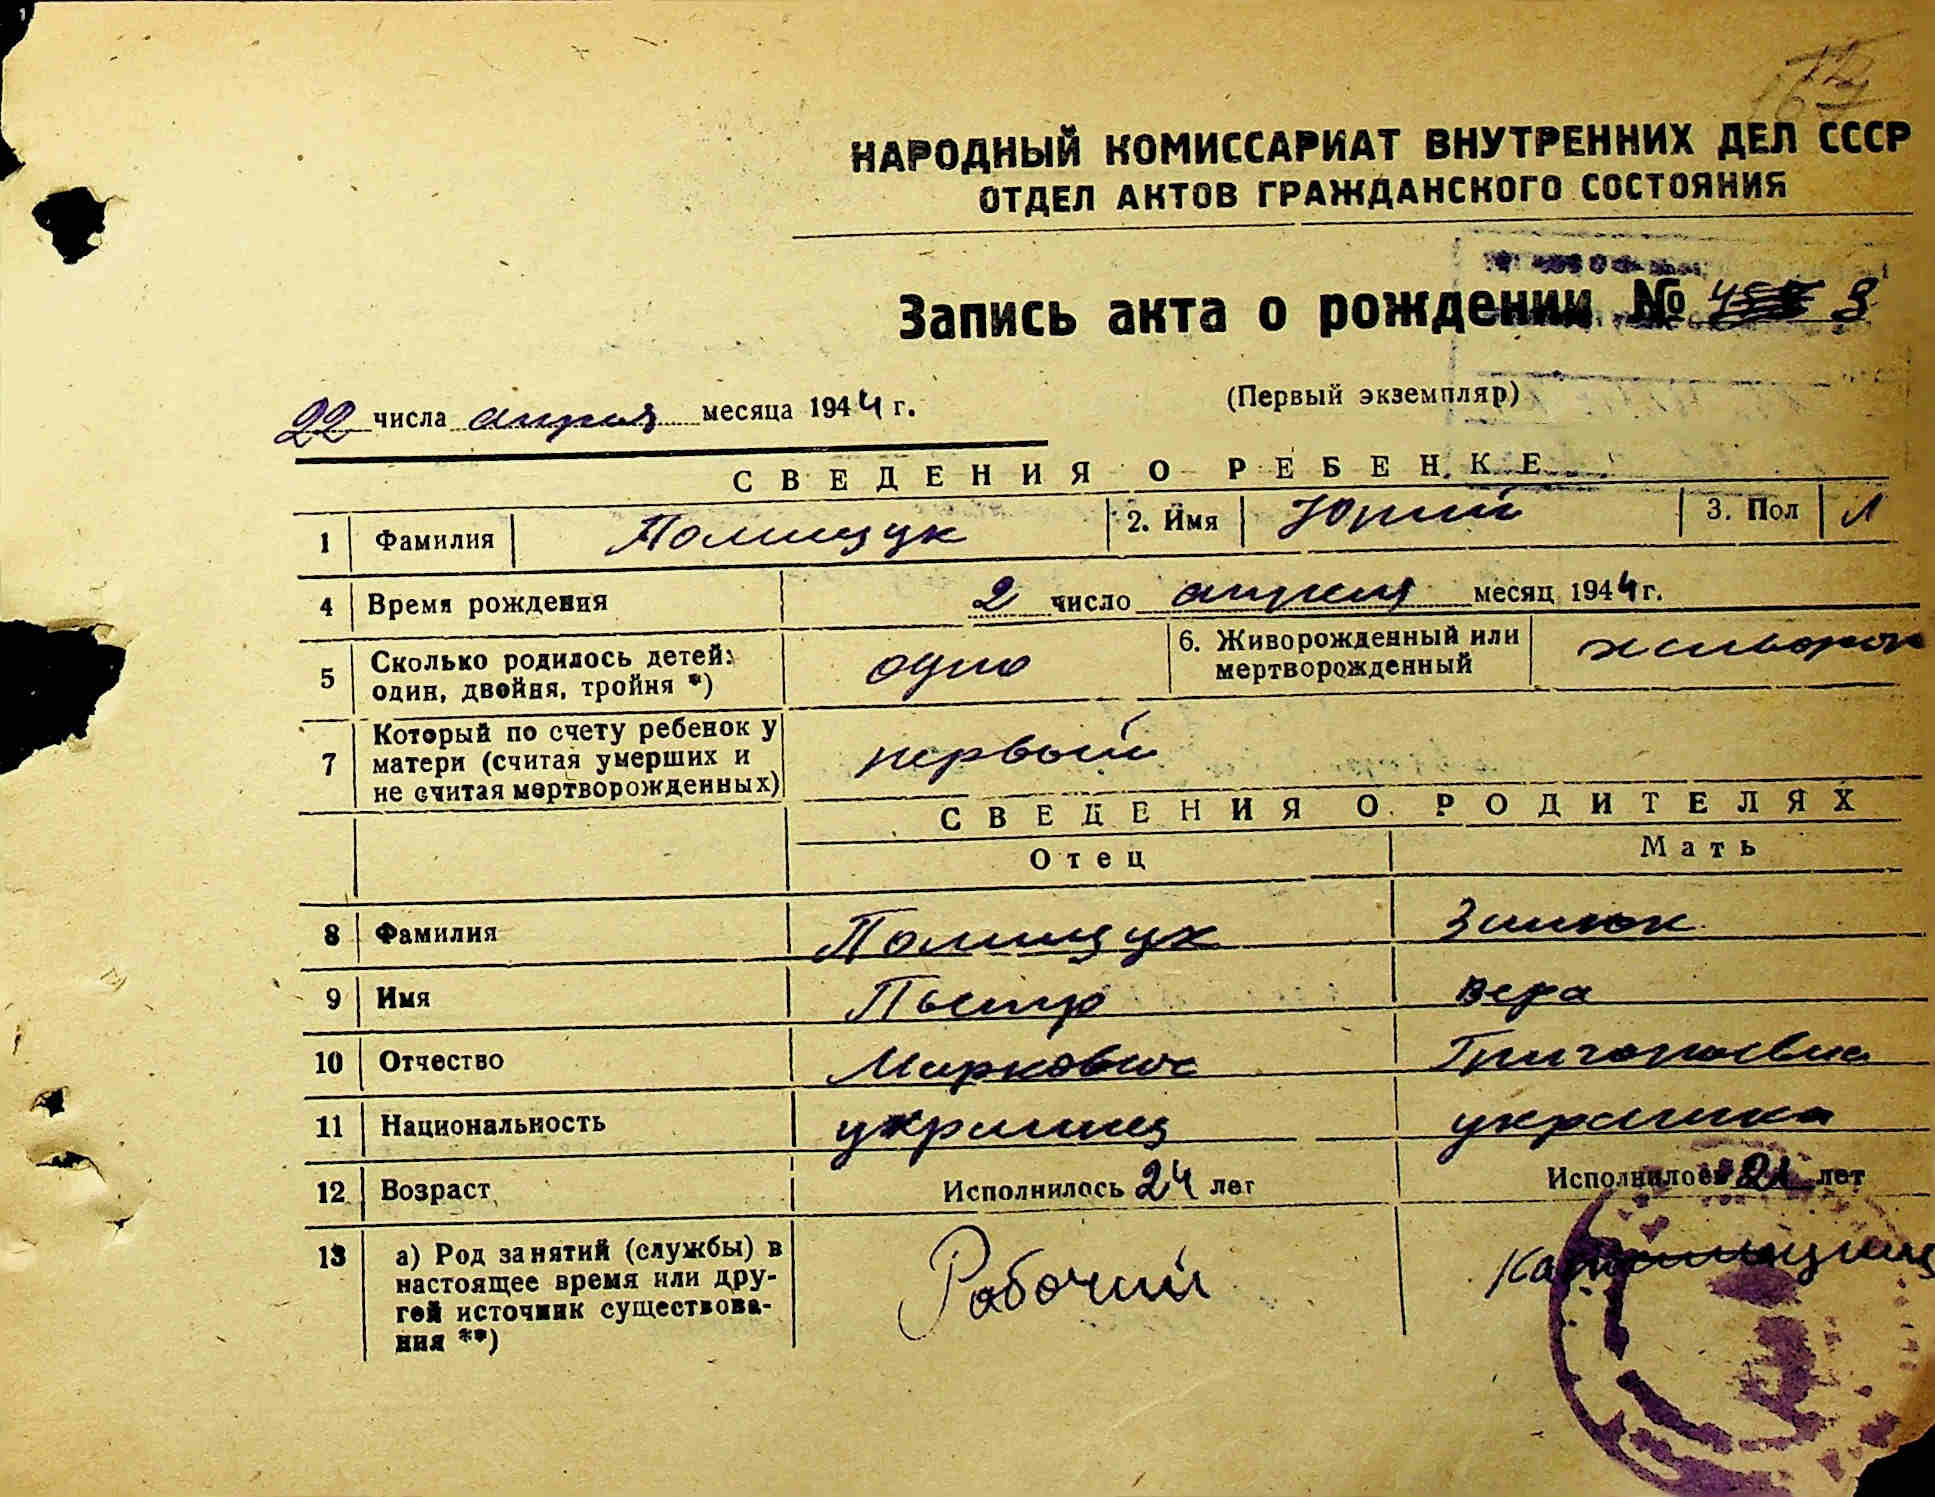 НАРОДНЫЙ КОМИССАРИАТ ВНУТРЕННИХ ДЕЛ СССР
ОТДЕЛ АКТОВ ГРАЖДАНСКОГО СОСТОЯНИЯ
Запись акта о рождении № 3
22 числа апреля месяца 1944 г.
(Первый экземпляр)
СВЕДЕНИЯ О РЕБЕНКЕ
1 Фамилия Полищук 2. Имя Юрий 3. Пол
4 Время рождения 2 число апреля месяц 1944 г.
5 Сколько родилось детей: один, двойня, тройня *) одно 6. Живорожденный или мертворожденный живорож
7 Который по счету ребенок у матери (считая умерших и не считая мертворожденных) первый
СВЕДЕНИЯ О РОДИТЕЛЯХ
Отец Мать
8 Фамилия Полищук Зинюк
9 Имя Пьетр Вера
10 Отчество Маркович Григорьевна
11 Национальность украинец украинка
12 Возраст Исполнилось 24 лет Исполнилось 21 лет
13 а) Род занятий (службы) в настоящее время или другой источник существования **) Рабочий